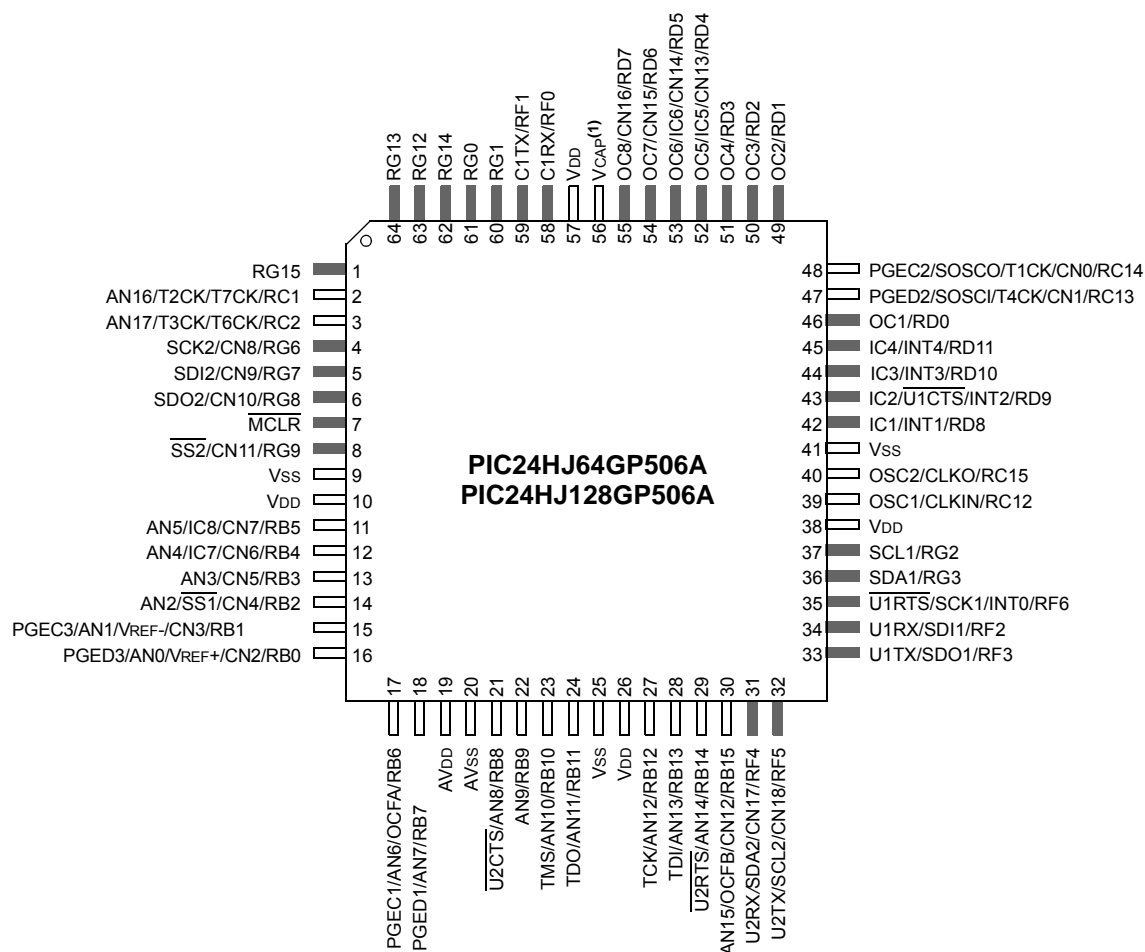 RG13
RG12
RG14
RG0
RG1
C1TX/RF1
C1RX/RF0
VDD
VCAP(1)
OC8/CN16/RD7
OC7/CN15/RD6
OC6/IC6/CN14/RD5
OC5/IC5/CN13/RD4
OC4/RD3
OC3/RD2
OC2/RD1
64
63
62
61
60
59
58
57
56
55
54
53
52
51
50
49
RG15 1
AN16/T2CK/T7CK/RC1 2
AN17/T3CK/T6CK/RC2 3
SCK2/CN8/RG6 4
SDI2/CN9/RG7 5
SDO2/CN10/RG8 6
MCLR 7
SS2/CN11/RG9 8
VSS 9
VDD 10
AN5/IC8/CN7/RB5 11
AN4/IC7/CN6/RB4 12
AN3/CN5/RB3 13
AN2/SS1/CN4/RB2 14
PGEC3/AN1/VREF-/CN3/RB1 15
PGED3/AN0/VREF+/CN2/RB0 16
PIC24HJ64GP506A
PIC24HJ128GP506A
48 PGEC2/SOSCO/T1CK/CN0/RC14
47 PGED2/SOSCI/T4CK/CN1/RC13
46 OC1/RD0
45 IC4/INT4/RD11
44 IC3/INT3/RD10
43 IC2/U1CTS/INT2/RD9
42 IC1/INT1/RD8
41 VSS
40 OSC2/CLKO/RC15
39 OSC1/CLKIN/RC12
38 VDD
37 SCL1/RG2
36 SDA1/RG3
35 U1RTS/SCK1/INT0/RF6
34 U1RX/SDI1/RF2
33 U1TX/SDO1/RF3
17
18
19
20
21
22
23
24
25
26
27
28
29
30
31
32
PGEC1/AN6/OCFA/RB6
PGED1/AN7/RB7
AVDD
AVSS
U2CTS/AN8/RB8
AN9/RB9
TMS/AN10/RB10
TDO/AN11/RB11
VSS
VDD
TCK/AN12/RB12
TDI/AN13/RB13
U2RTS/AN14/RB14
AN15/OCFB/CN12/RB15
U2RX/SDA2/CN17/RF4
U2TX/SCL2/CN18/RF5